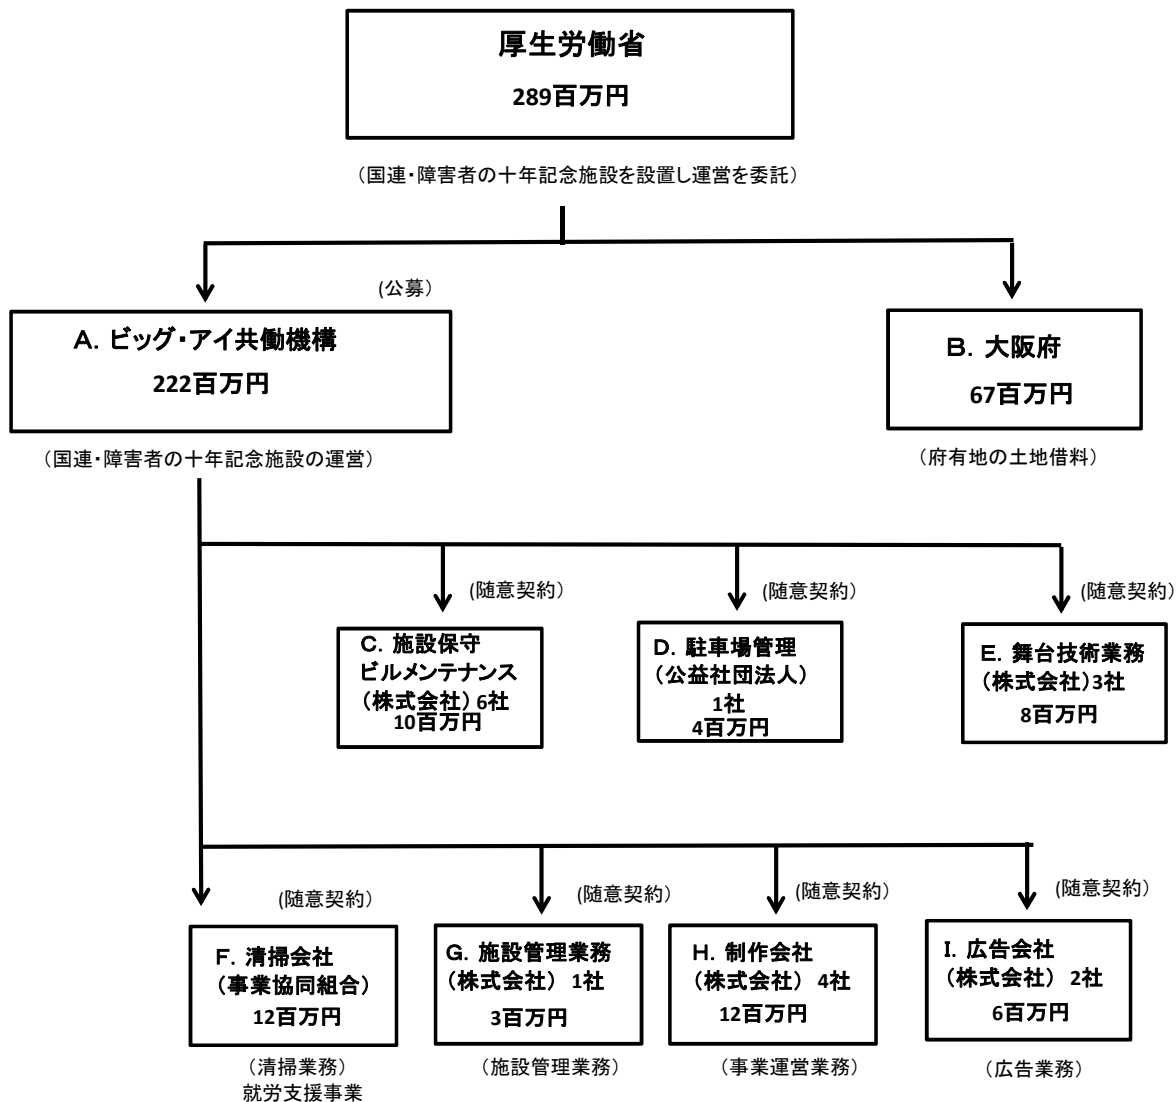 厚生労働省
289百万円
（国連・障害者の十年記念施設を設置し運営を委託）
(公募）
A．ビッグ・アイ共働機構
222百万円
（国連・障害者の十年記念施設の運営）
B．大阪府
67百万円
（府有地の土地借料）
(随意契約）
C．施設保守
ビルメンテナンス
（株式会社）6社
10百万円
(随意契約）
D．駐車場管理
（公益社団法人）
1社
4百万円
(随意契約）
E．舞台技術業務
（株式会社）3社
8百万円
(随意契約）
F．清掃会社
（事業協同組合）
12百万円
（清掃業務）
就労支援事業
(随意契約）
G．施設管理業務
（株式会社） 1社
3百万円
（施設管理業務）
(随意契約）
H．制作会社
（株式会社） 4社
12百万円
（事業運営業務）
(随意契約）
I．広告会社
（株式会社） 2社
6百万円
（広告業務）